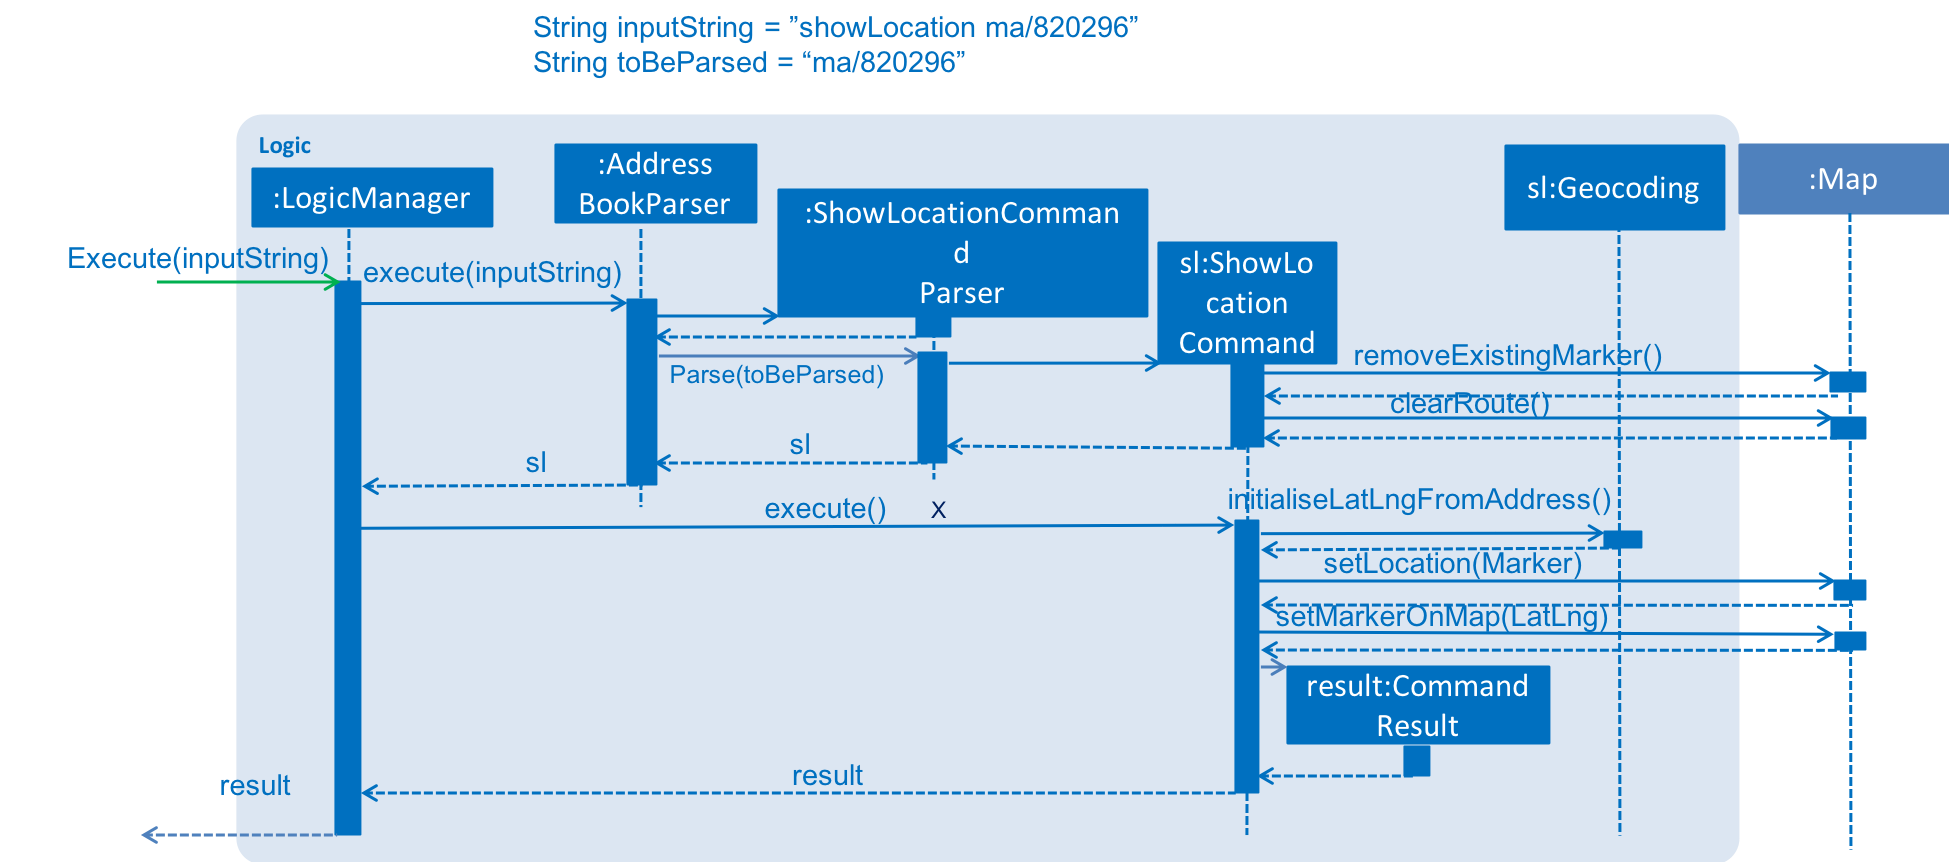 String inputString = ”showLocation ma/820296”
String toBeParsed = “ma/820296”
Logic
:LogicManager
:Address
BookParser
:ShowLocationComman
d
Parser
sl:ShowLo
cation
Command
sl:Geocoding
:Map
Execute(inputString)
execute(inputString)
Parse(toBeParsed)
removeExistingMarker()
clearRoute()
sl
sl
execute()
X
initialiseLatLngFromAddress()
setLocation(Marker)
setMarkerOnMap(LatLng)
result:Command
Result
result
result